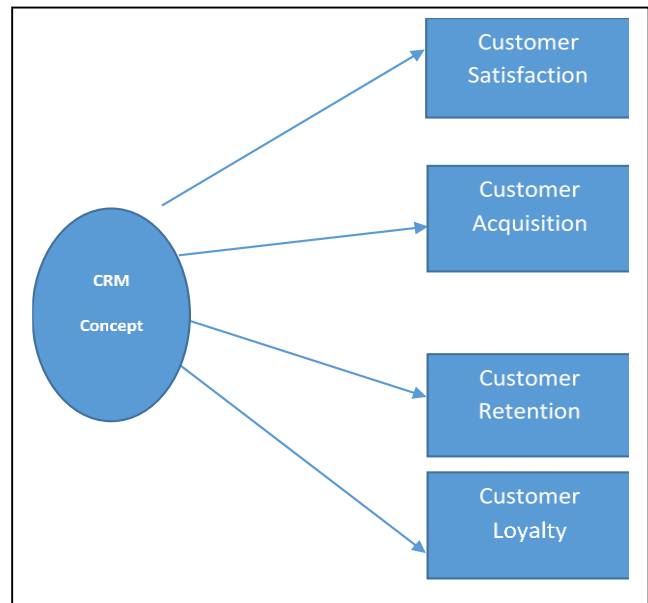 Customer
Satisfaction
Customer
Acquisition
CRM
Concept
Customer
Retention
Customer
Loyalty